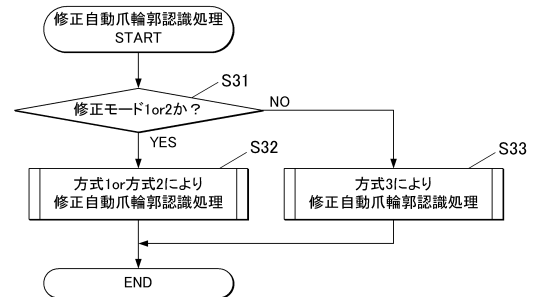 修正自動爪輪郭認識処理
START
S31
修正モード1or2か？
NO
YES
S32
S33
方式1or方式2により
修正自動爪輪郭認識処理
方式3により
修正自動爪輪郭認識処理
END